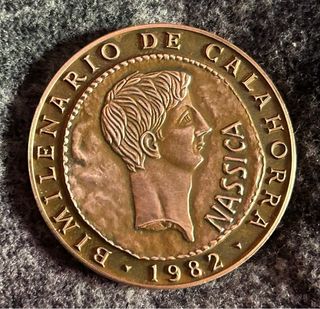 BIMILENARIO DE CALAHORRA
· 1982 ·
NASSICA